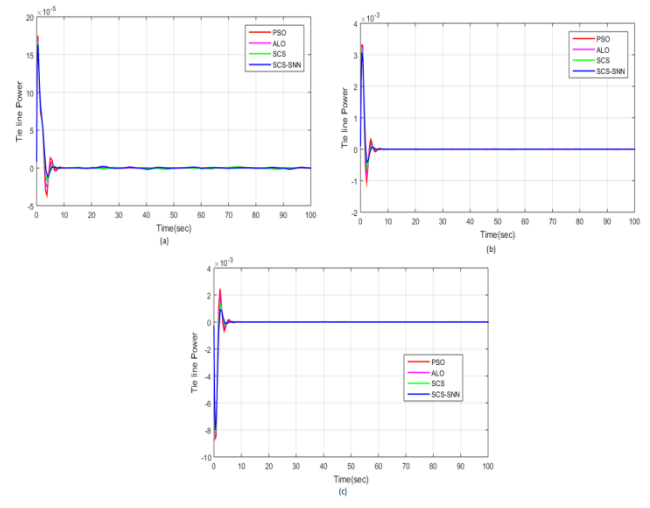 20 ×10⁻⁵
15
10
5
0
-5
Tie line Power
PSO
ALO
SCS
SCS-SNN
0 10 20 30 40 50 60 70 80 90 100
Time(sec)
(a)
4 ×10⁻³
3
2
1
0
-1
-2
Tie line Power
PSO
ALO
SCS
SCS-SNN
0 10 20 30 40 50 60 70 80 90 100
Time(sec)
(b)
4 ×10⁻³
2
0
-2
-4
-6
-8
-10
Tie line Power
PSO
ALO
SCS
SCS-SNN
0 10 20 30 40 50 60 70 80 90 100
Time(sec)
(c)